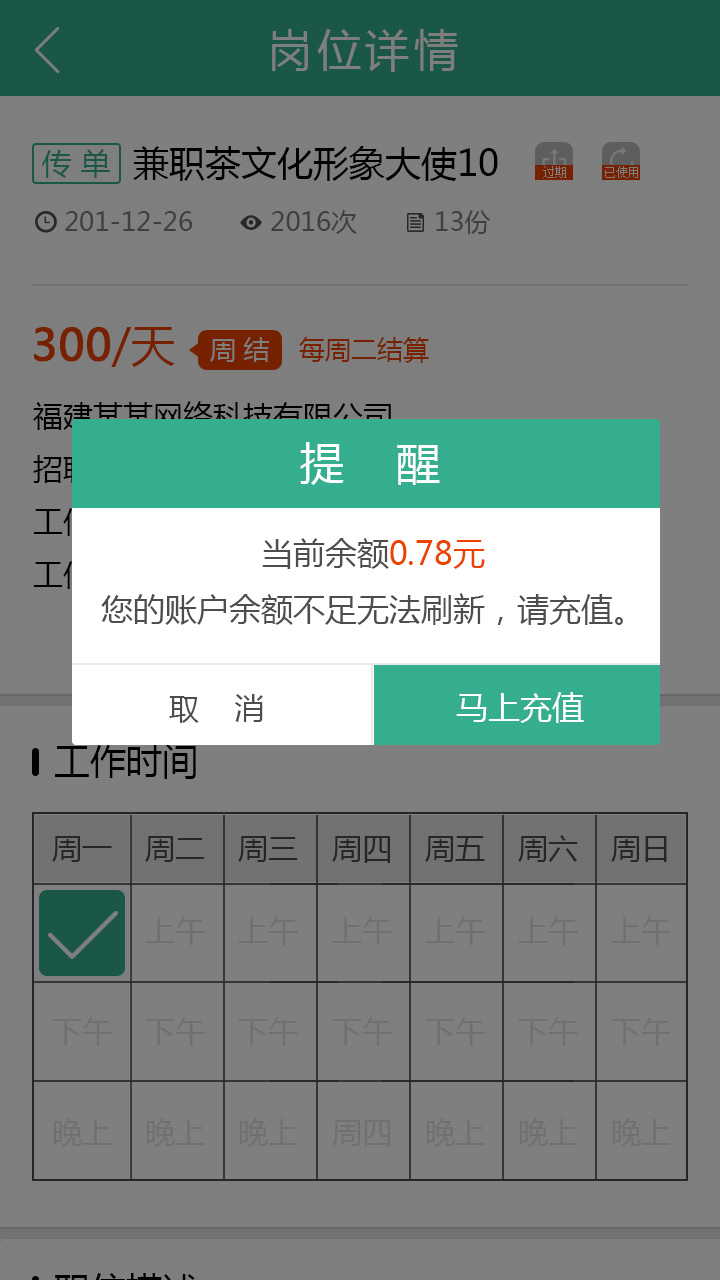 岗位详情
传单 兼职茶文化形象大使10 过期 已使用
201-12-26 2016次 13份
300/天 周结 每周二结算
福建某某网络科技有限公司
招聘
工作
工作
提 醒
当前余额0.78元
您的账户余额不足无法刷新，请充值。
取 消 马上充值
工作时间
周一 周二 周三 周四 周五 周六 周日
上午 上午 上午 上午 上午 上午
下午 下午 下午 下午 下午 下午 下午
晚上 晚上 晚上 周四 晚上 晚上 晚上
职位描述